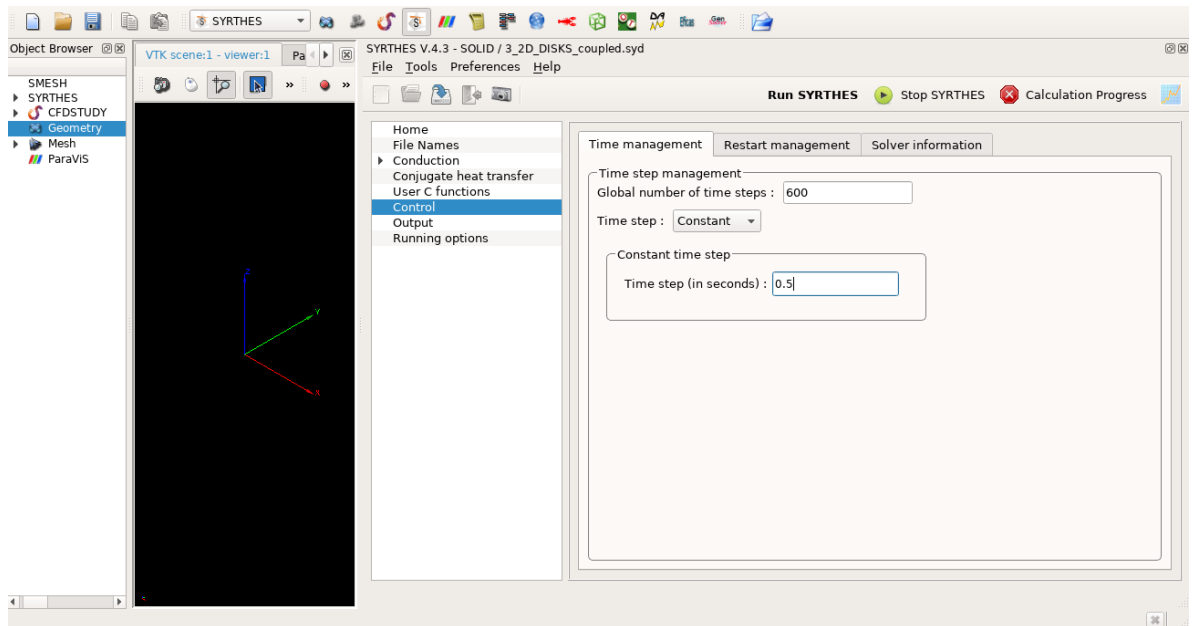 SYRTHES
Object Browser
SMESH
SYRTHES
CFDSTUDY
Geometry
Mesh
ParaViS
VTK scene:1 - viewer:1 Pa
» »
Z
Y
X
SYRTHES V.4.3 - SOLID / 3_2D_DISKS_coupled.syd
File Tools Preferences Help
Run SYRTHES Stop SYRTHES Calculation Progress
Home
File Names
Conduction
Conjugate heat transfer
User C functions
Control
Output
Running options
Time management Restart management Solver information
Time step management
Global number of time steps : 600
Time step : Constant
Constant time step
Time step (in seconds) : 0.5